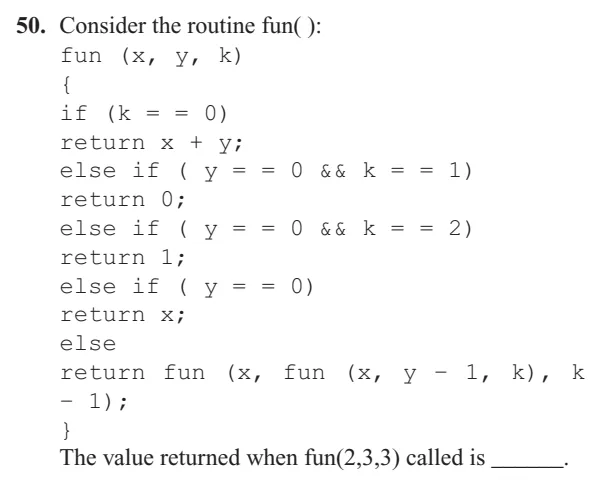 50. Consider the routine fun( ):
fun (x, y, k)
{
if (k = = 0)
return x + y;
else if ( y = = 0 && k = = 1)
return 0;
else if ( y = = 0 && k = = 2)
return 1;
else if ( y = = 0)
return x;
else
return fun (x, fun (x, y – 1, k), k
– 1);
}
The value returned when fun(2,3,3) called is ______.